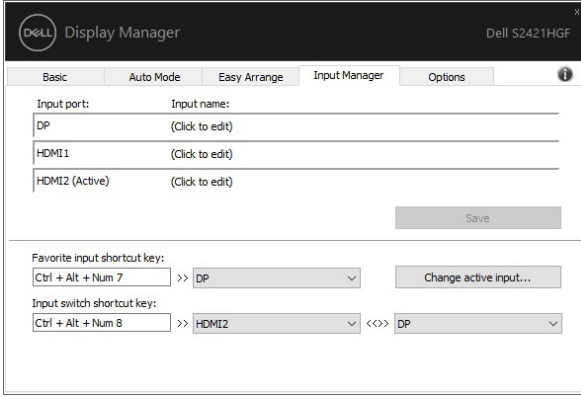 DELL Display Manager Dell S2421HGF
Basic Auto Mode Easy Arrange Input Manager Options
Input port: Input name:
DP (Click to edit)
HDMI1 (Click to edit)
HDMI2 (Active) (Click to edit)
Save
Favorite input shortcut key:
Ctrl + Alt + Num 7 >> DP Change active input...
Input switch shortcut key:
Ctrl + Alt + Num 8 >> HDMI2 <<>> DP